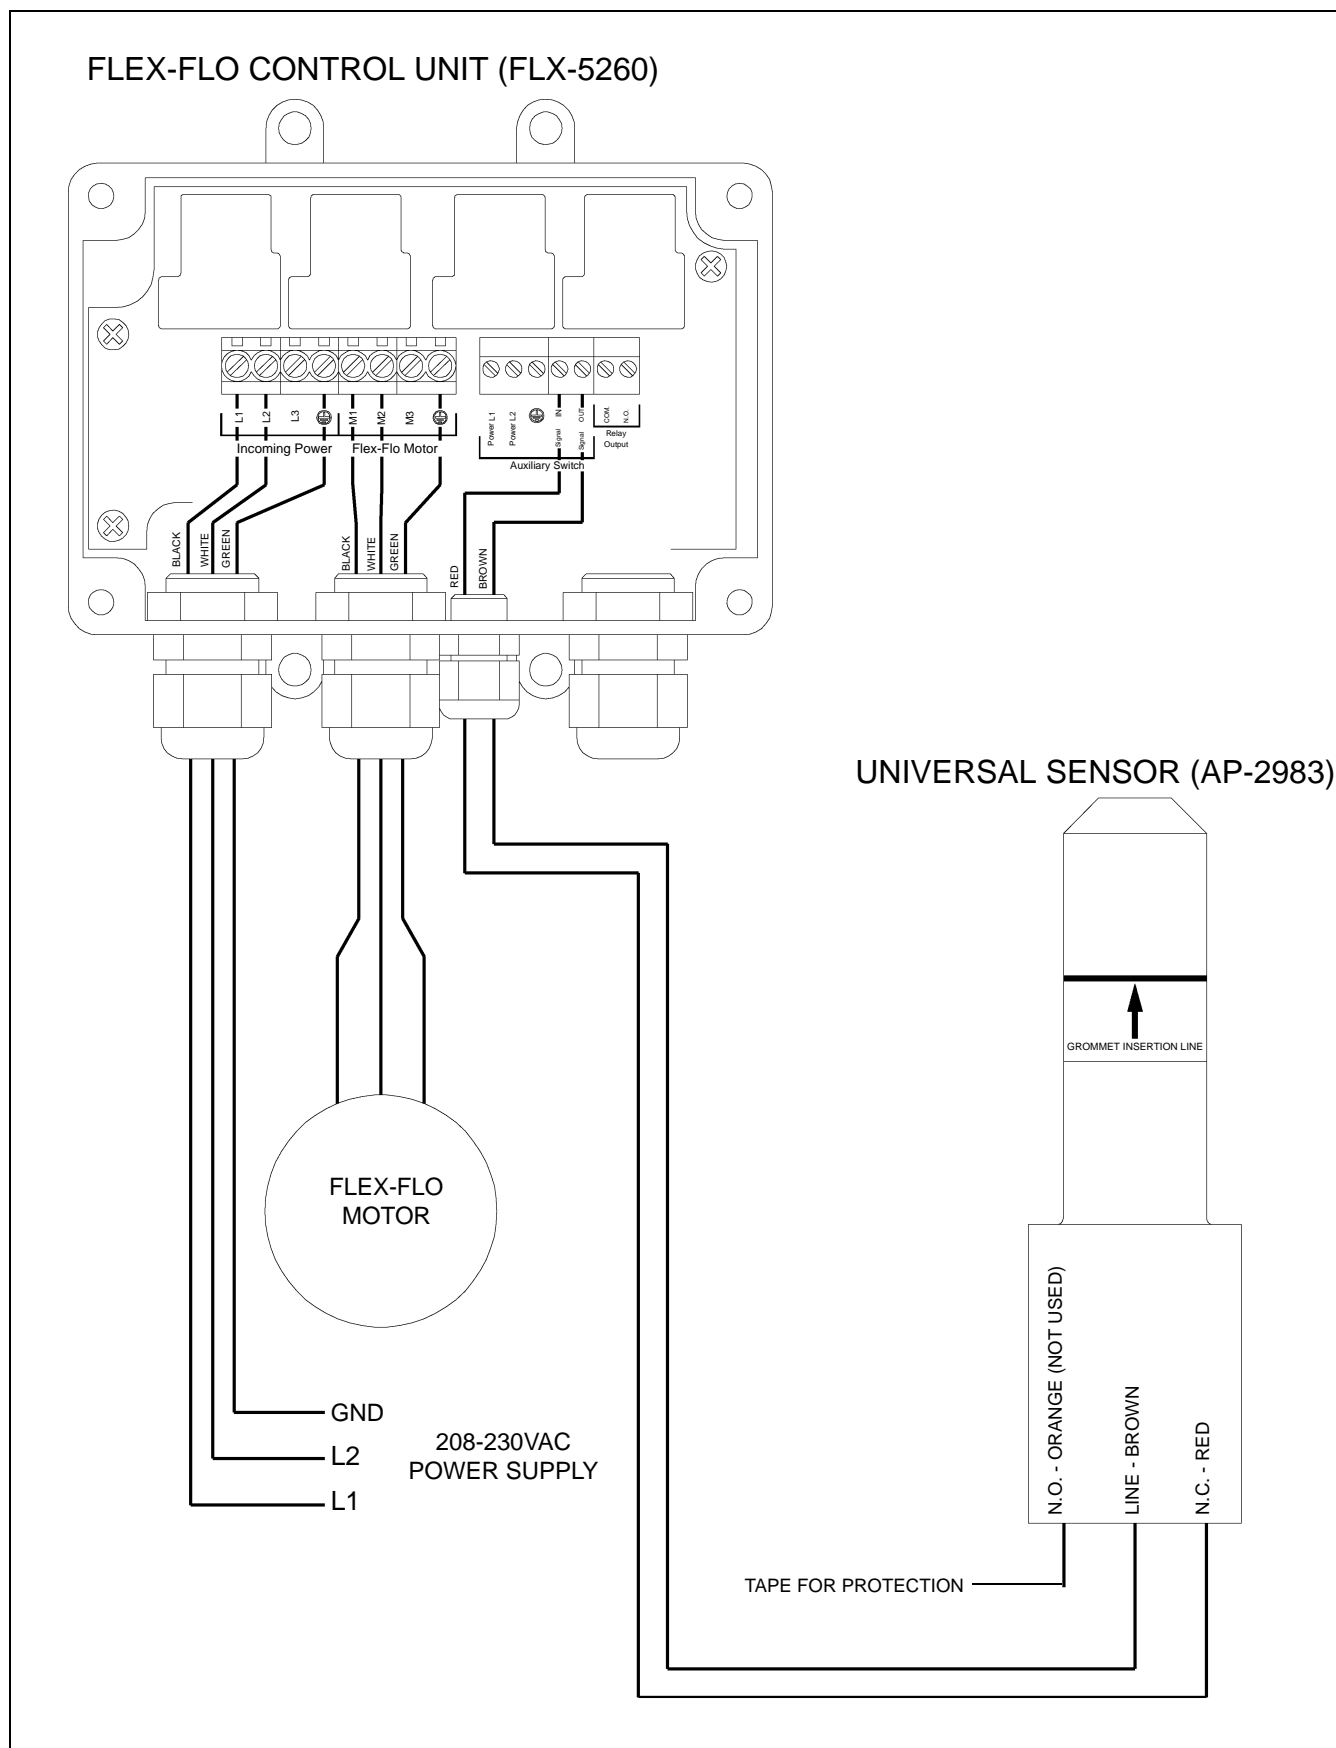 FLEX-FLO CONTROL UNIT (FLX-5260)
L1
L2
L3
M1
M2
M3
Incoming Power
Flex-Flo Motor
Power L1
Power L2
Signal IN
Signal OUT
COM.
N.O.
Relay
Output
Auxiliary Switch
BLACK
WHITE
GREEN
BLACK
WHITE
GREEN
RED
BROWN
UNIVERSAL SENSOR (AP-2983)
GROMMET INSERTION LINE
FLEX-FLO
MOTOR
N.O. - ORANGE (NOT USED)
LINE - BROWN
N.C. - RED
GND
L2
L1
208-230VAC
POWER SUPPLY
TAPE FOR PROTECTION